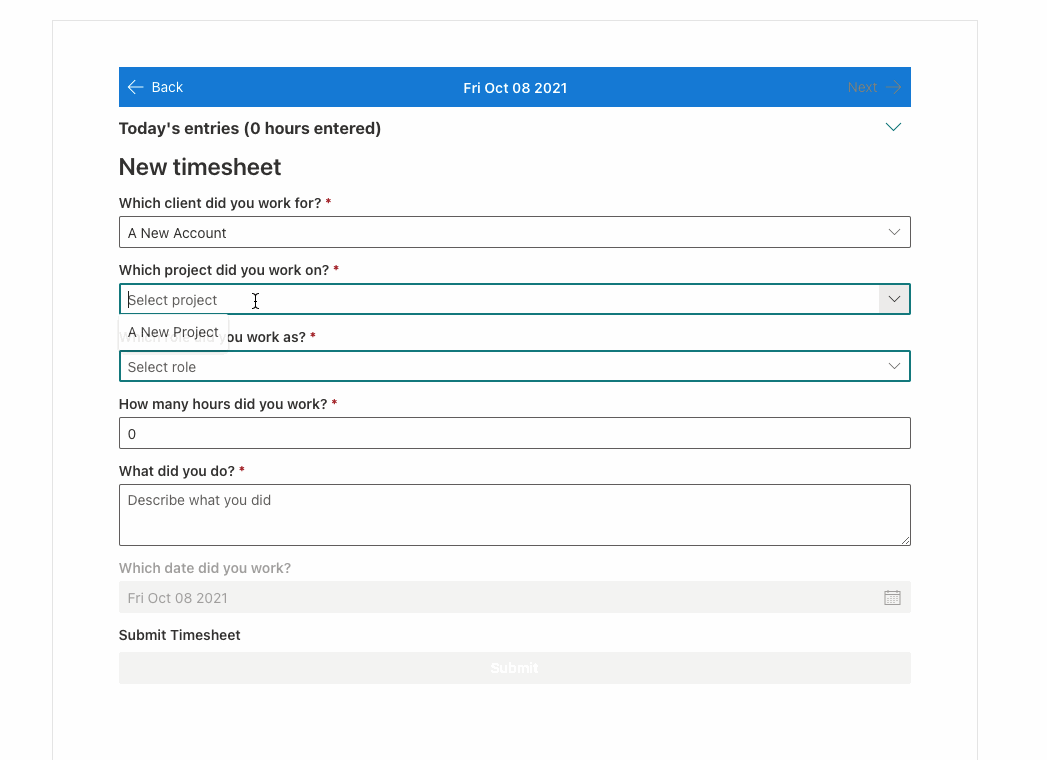 Back Fri Oct 08 2021 Next
Today's entries (0 hours entered)
New timesheet
Which client did you work for? *
A New Account
Which project did you work on? *
Select project
A New Project
you work as? *
Select role
How many hours did you work? *
0
What did you do? *
Describe what you did
Which date did you work?
Fri Oct 08 2021
Submit Timesheet
Submit